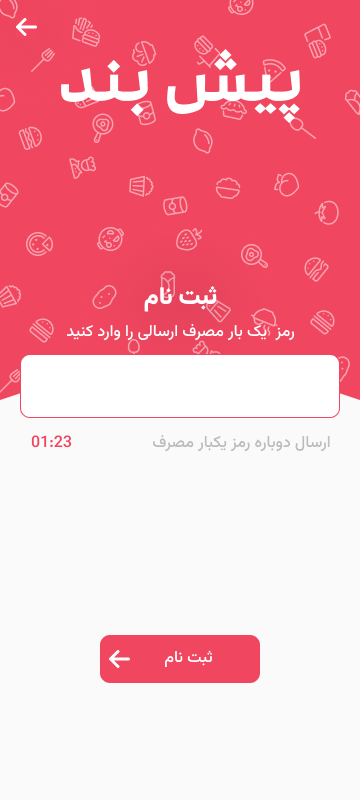 پیش بند
ثبت نام
رمز یک بار مصرف ارسالی را وارد کنید
ارسال دوباره رمز یکبار مصرف
01:23
ثبت نام